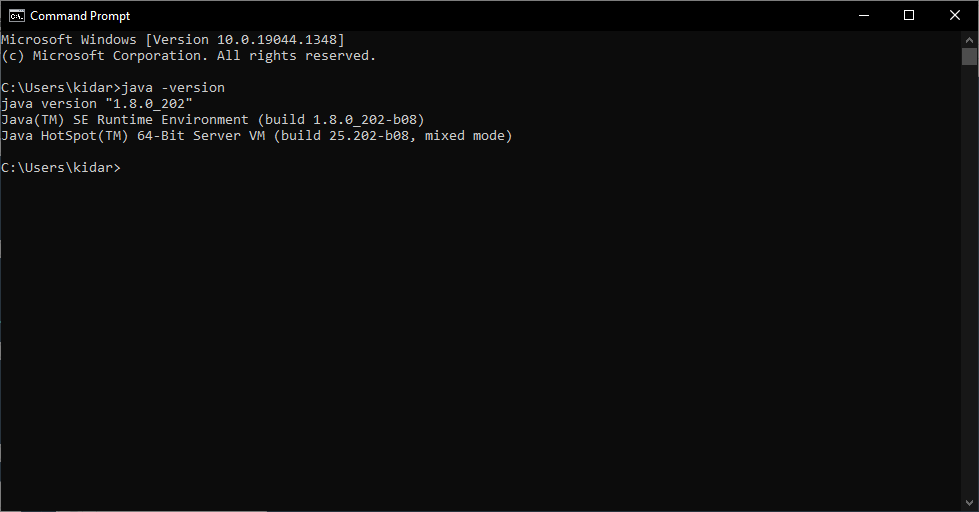 Command Prompt
Microsoft Windows [Version 10.0.19044.1348]
(c) Microsoft Corporation. All rights reserved.
C:\Users\kidar>java -version
java version "1.8.0_202"
Java(TM) SE Runtime Environment (build 1.8.0_202-b08)
Java HotSpot(TM) 64-Bit Server VM (build 25.202-b08, mixed mode)
C:\Users\kidar>